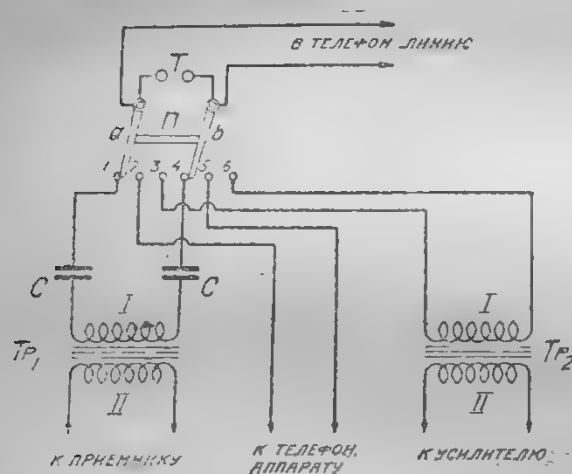 В ТЕЛЕФОН ЛИНИЮ
Т
а П b
1 2 3 4 5 6
С С
I I
Тр1 Тр2
II II
К ПРИЕМНИКУ К ТЕЛЕФОН. К УСИЛИТЕЛЮ
АППАРАТУ